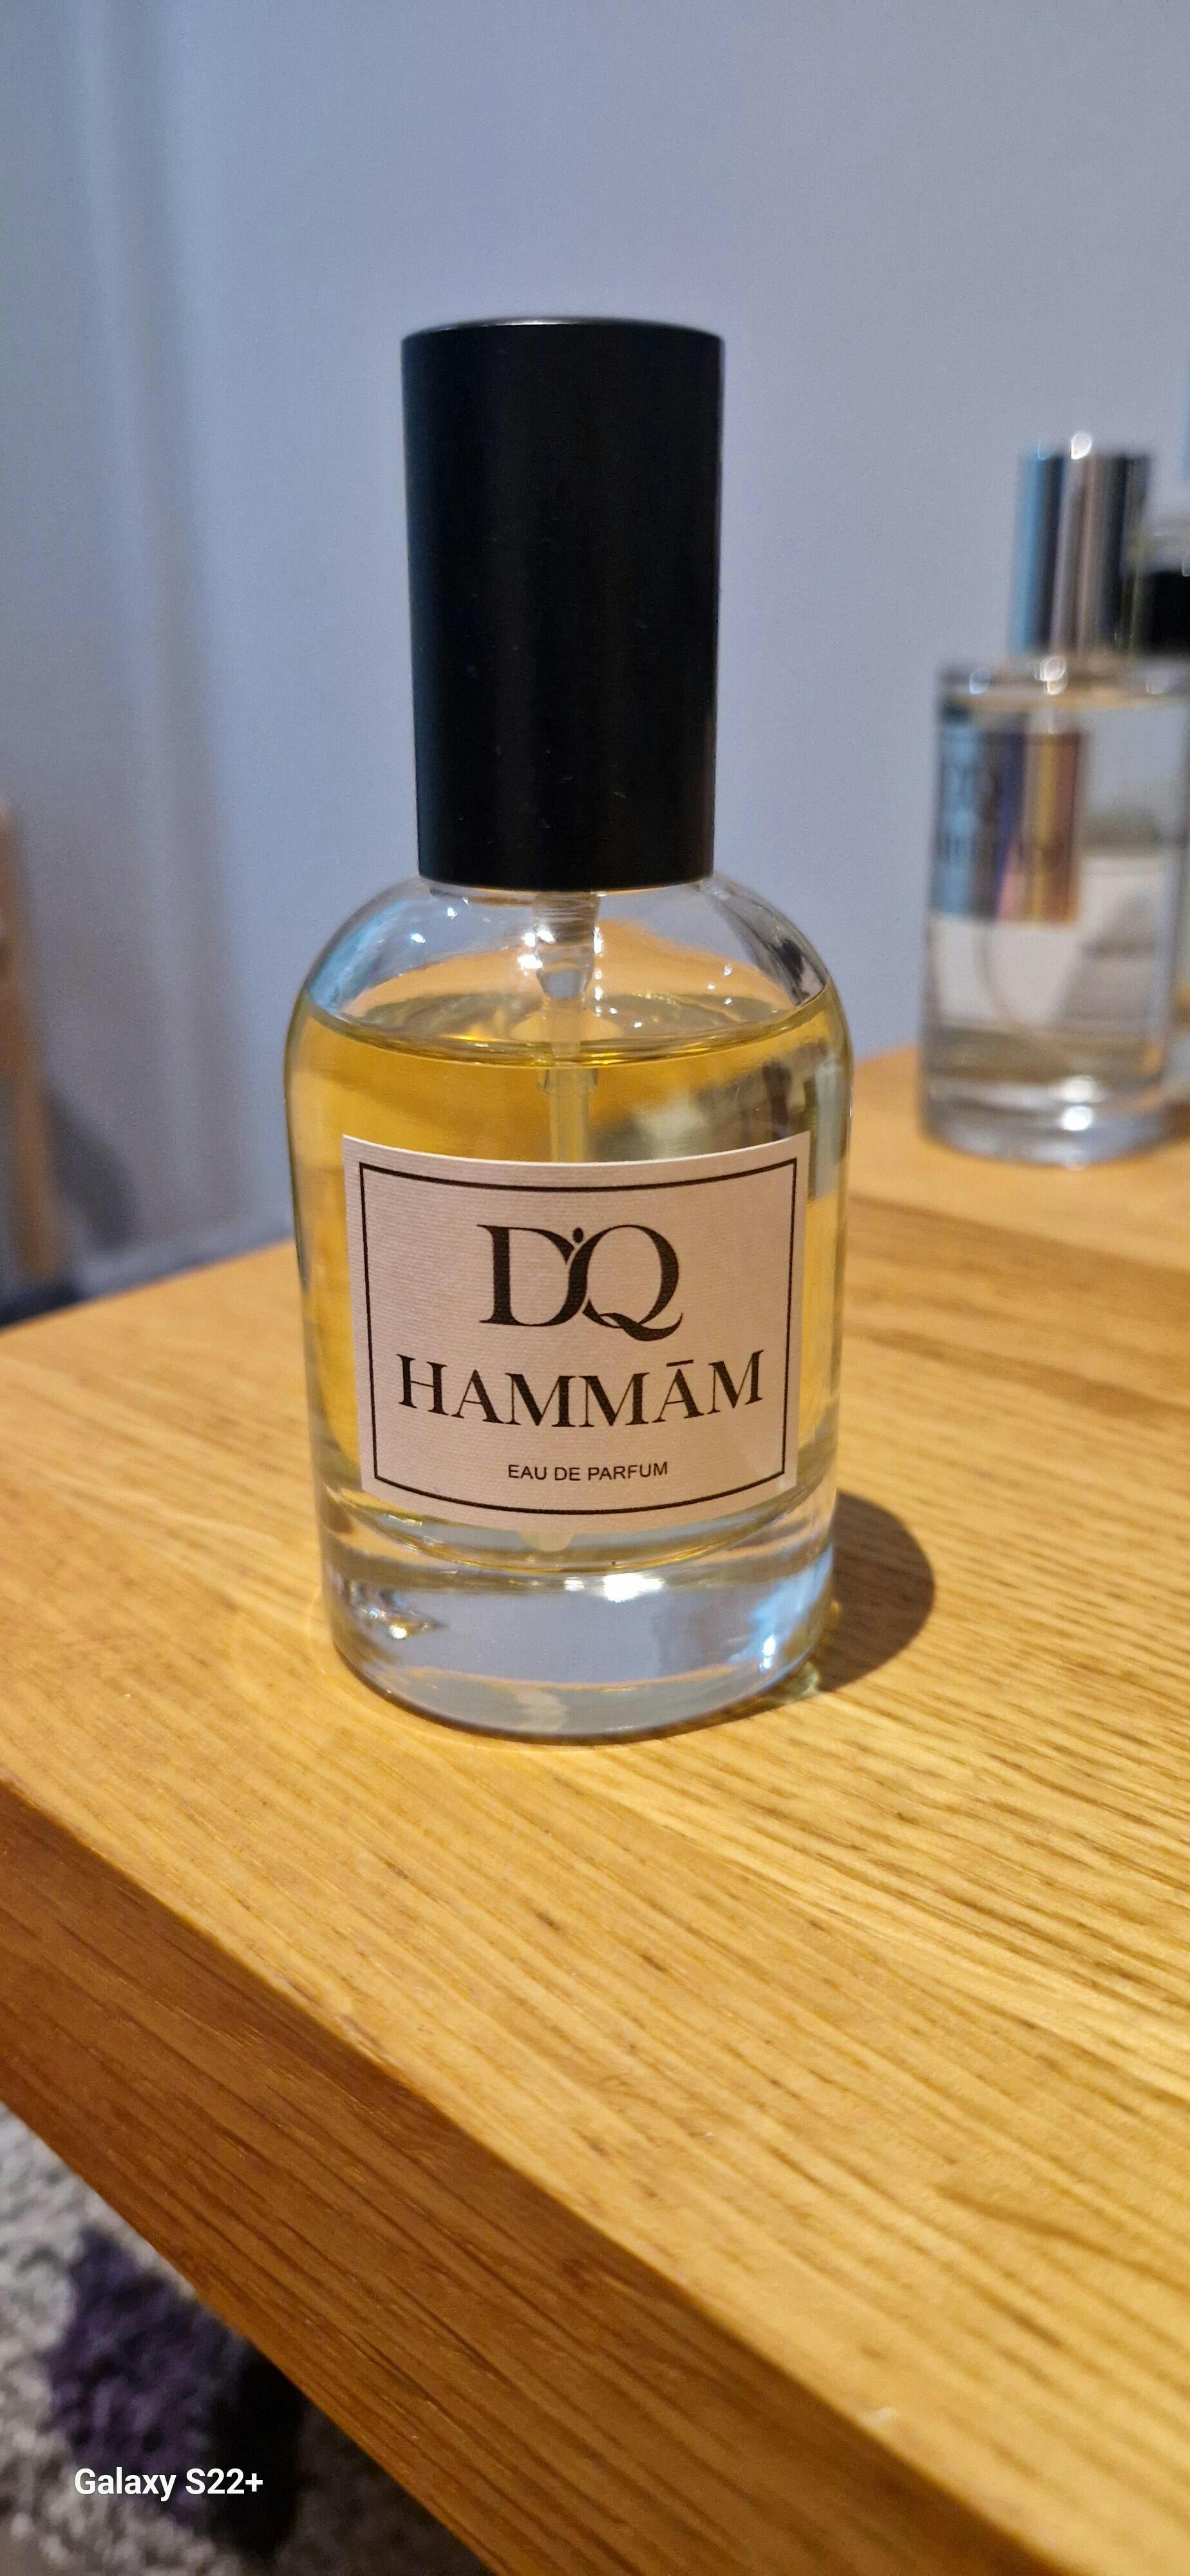 DQ
HAMMĀM
EAU DE PARFUM
Galaxy S22+